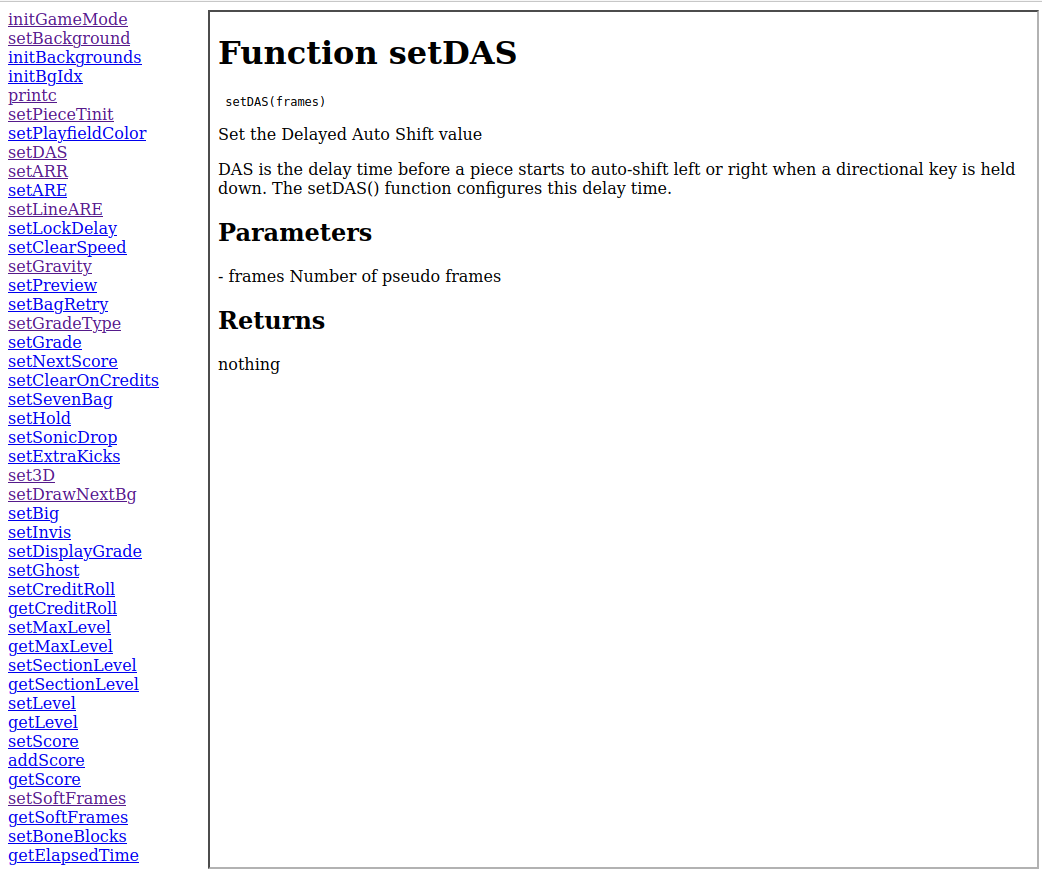 initGameMode
setBackground
initBackgrounds
initBgIdx
printc
setPieceTinit
setPlayfieldColor
setDAS
setARR
setARE
setLineARE
setLockDelay
setClearSpeed
setGravity
setPreview
setBagRetry
setGradeType
setGrade
setNextScore
setClearOnCredits
setSevenBag
setHold
setSonicDrop
setExtraKicks
set3D
setDrawNextBg
setBig
setInvis
setDisplayGrade
setGhost
setCreditRoll
getCreditRoll
setMaxLevel
getMaxLevel
setSectionLevel
getSectionLevel
setLevel
getLevel
setScore
addScore
getScore
setSoftFrames
getSoftFrames
setBoneBlocks
getElapsedTime
Function setDAS
setDAS(frames)
Set the Delayed Auto Shift value
DAS is the delay time before a piece starts to auto-shift left or right when a directional key is held
down. The setDAS() function configures this delay time.
Parameters
- frames Number of pseudo frames
Returns
nothing